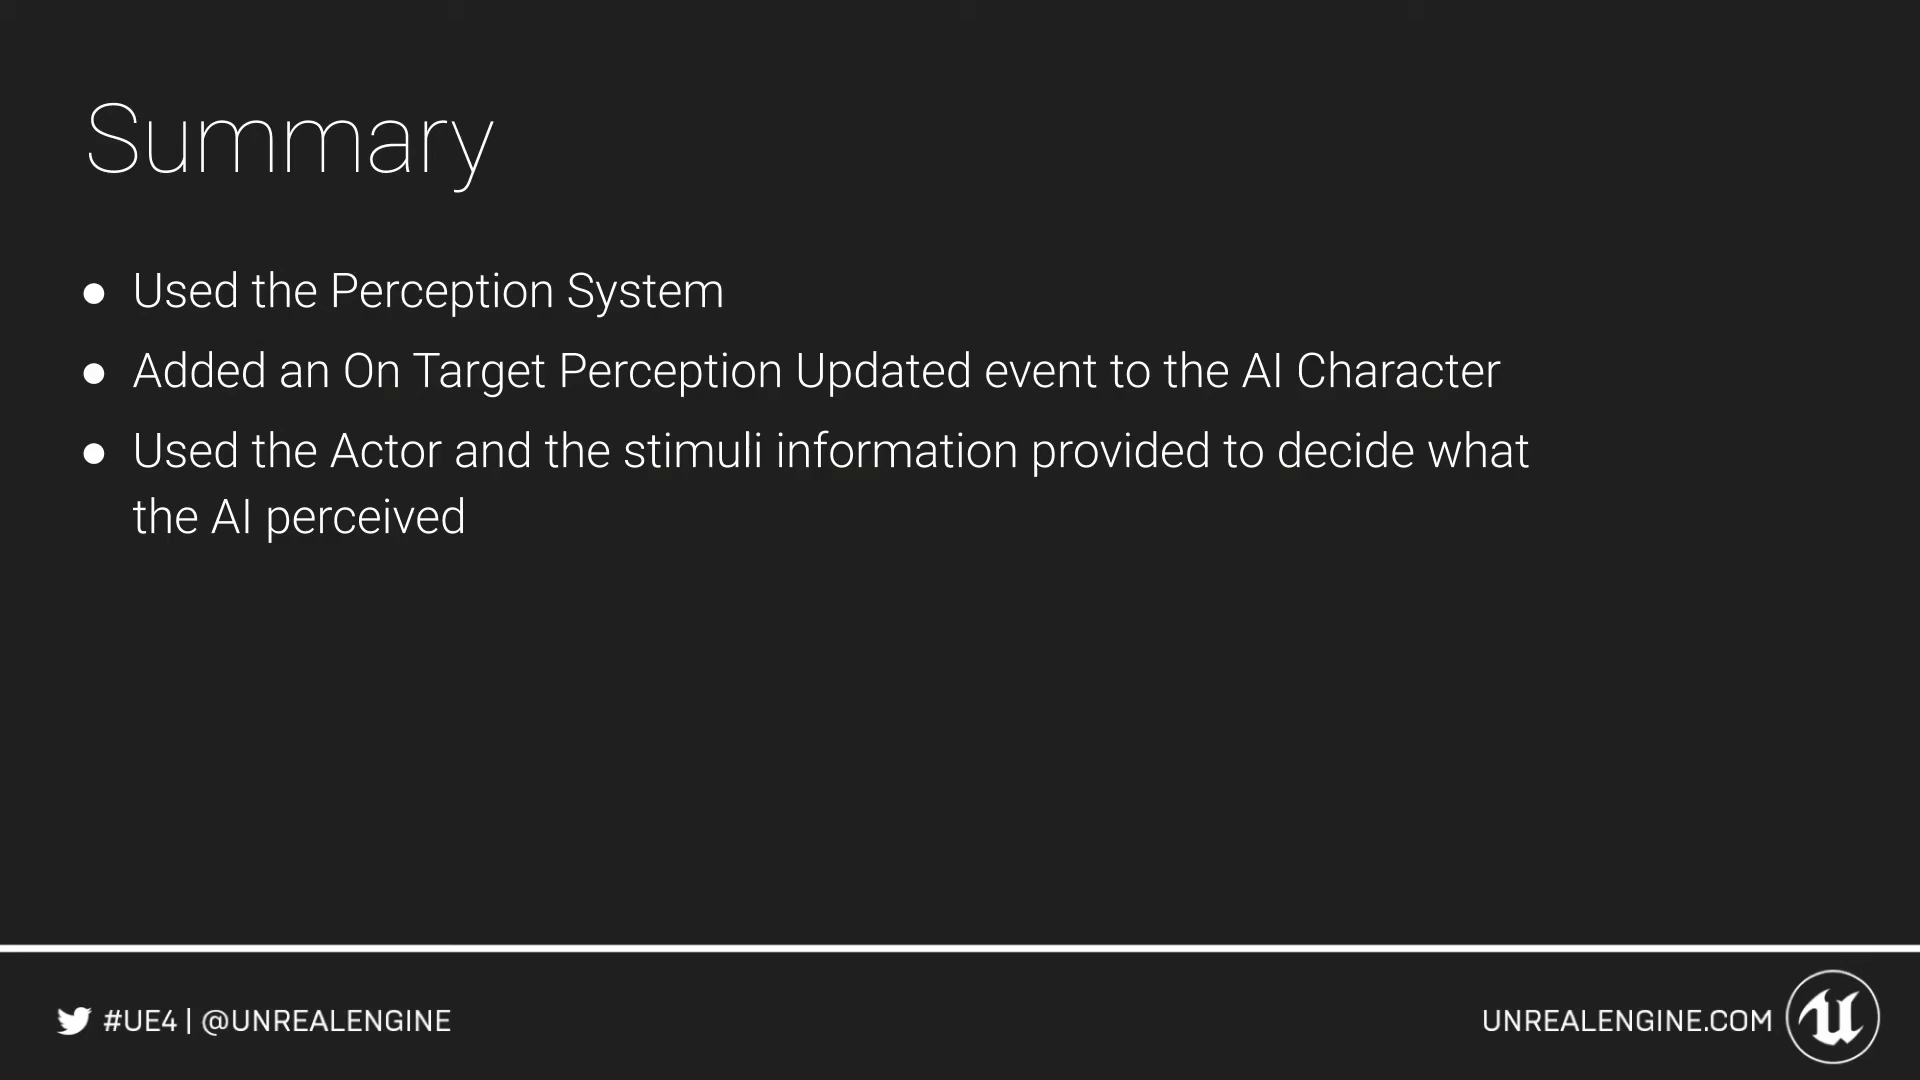 Summary
● Used the Perception System
● Added an On Target Perception Updated event to the AI Character
● Used the Actor and the stimuli information provided to decide what
the AI perceived
#UE4 | @UNREALENGINE
UNREALENGINE.COM